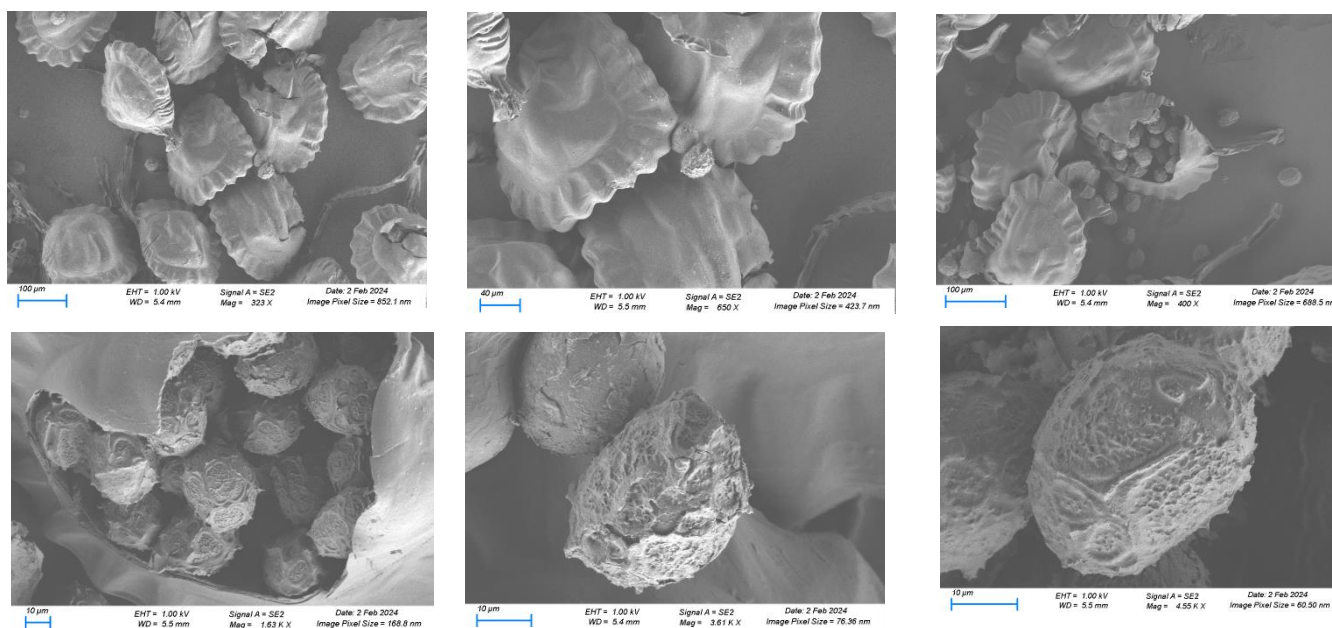 100 µm
EHT = 1.00 kV Signal A = SE2 Date: 2 Feb 2024
WD = 5.4 mm Mag = 323 X Image Pixel Size = 852.1 nm
40 µm
EHT = 1.00 kV Signal A = SE2 Date: 2 Feb 2024
WD = 5.5 mm Mag = 650 X Image Pixel Size = 423.7 nm
100 µm
EHT = 1.00 kV Signal A = SE2 Date: 2 Feb 2024
WD = 5.4 mm Mag = 400 X Image Pixel Size = 688.5 nm
10 µm
EHT = 1.00 kV Signal A = SE2 Date: 2 Feb 2024
WD = 5.5 mm Mag = 1.63 K X Image Pixel Size = 168.8 nm
10 µm
EHT = 1.00 kV Signal A = SE2 Date: 2 Feb 2024
WD = 5.4 mm Mag = 3.61 K X Image Pixel Size = 76.36 nm
10 µm
EHT = 1.00 kV Signal A = SE2 Date: 2 Feb 2024
WD = 5.5 mm Mag = 4.55 K X Image Pixel Size = 60.50 nm